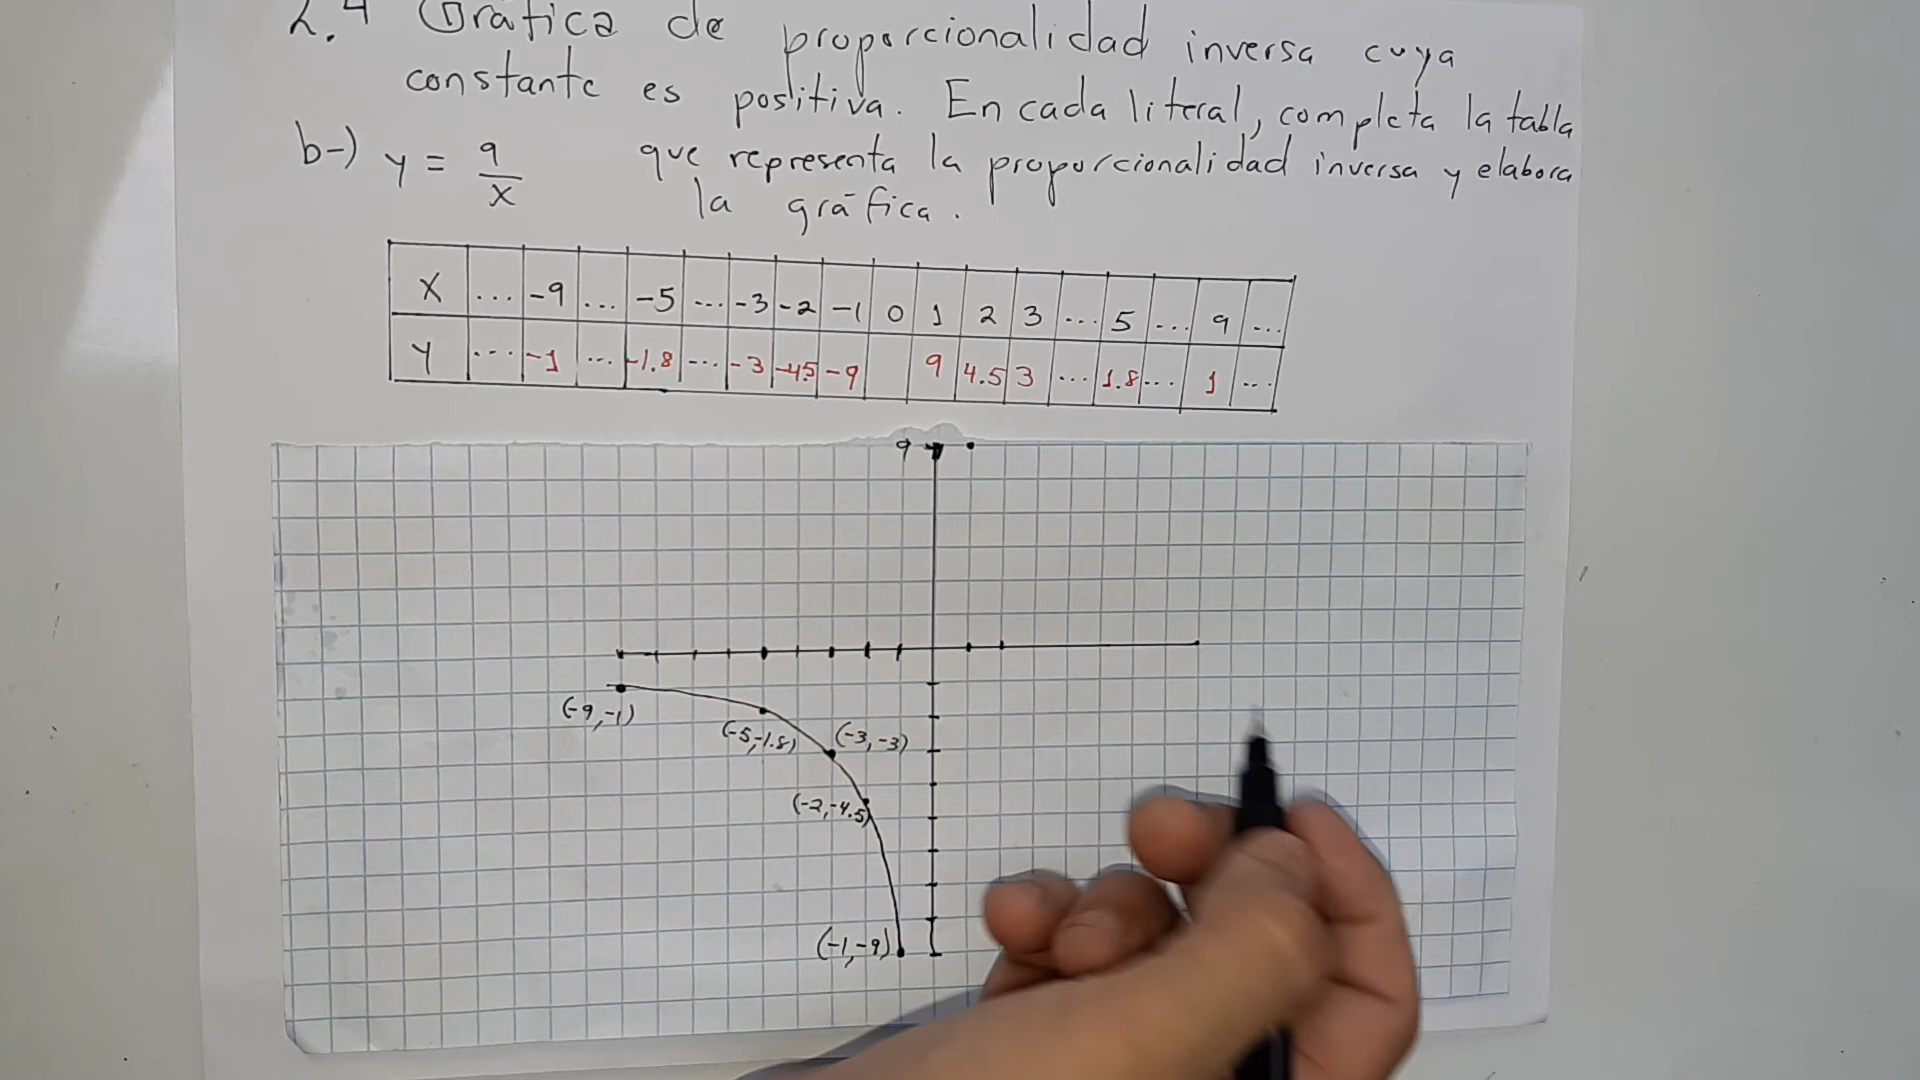 2.4 Gráfica de proporcionalidad inversa cuya
constante es positiva. En cada literal, completa la tabla
b-) y = 9/x que representa la proporcionalidad inversa y elabora
la gráfica.
X ... -9 ... -5 ... -3 -2 -1 0 1 2 3 ... 5 ... 9 ...
Y ... -1 ... -1.8 ... -3 -4.5 -9 9 4.5 3 ... 1.8 ... 1 ...
9
(-9,-1)
(-5,-1.8) (-3,-3)
(-2,-4.5)
(-1,-9)